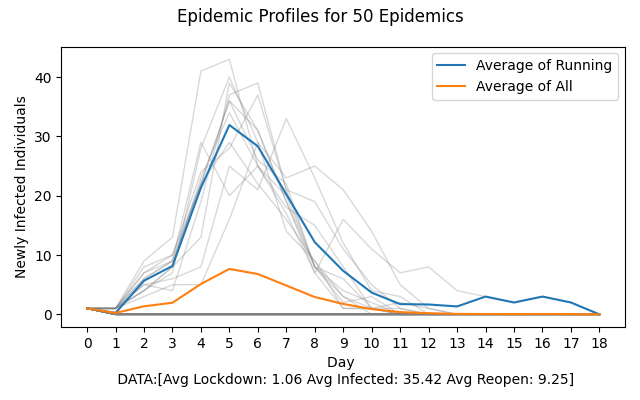 Epidemic Profiles for 50 Epidemics
Average of Running
Average of All
Newly Infected Individuals
40
30
20
10
0
0 1 2 3 4 5 6 7 8 9 10 11 12 13 14 15 16 17 18
Day
DATA:[Avg Lockdown: 1.06 Avg Infected: 35.42 Avg Reopen: 9.25]